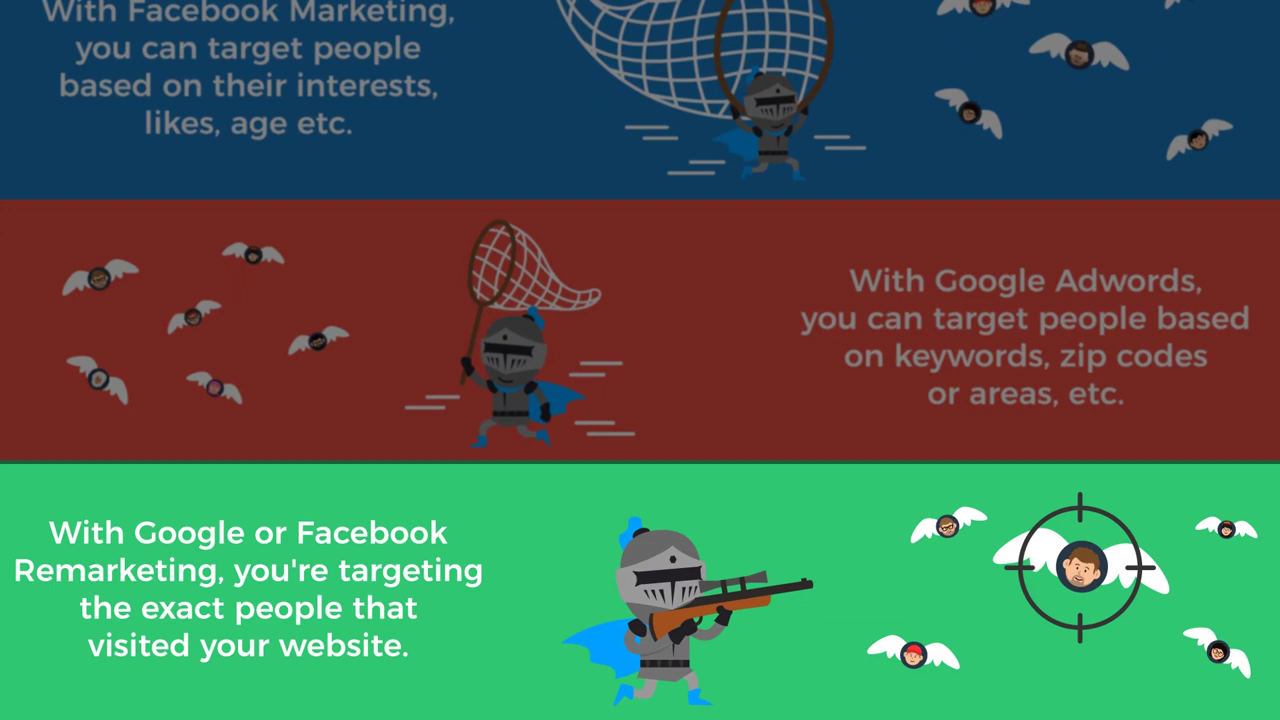 With Facebook Marketing,
you can target people
based on their interests,
likes, age etc.
With Google Adwords,
you can target people based
on keywords, zip codes
or areas, etc.
With Google or Facebook
Remarketing, you're targeting
the exact people that
visited your website.